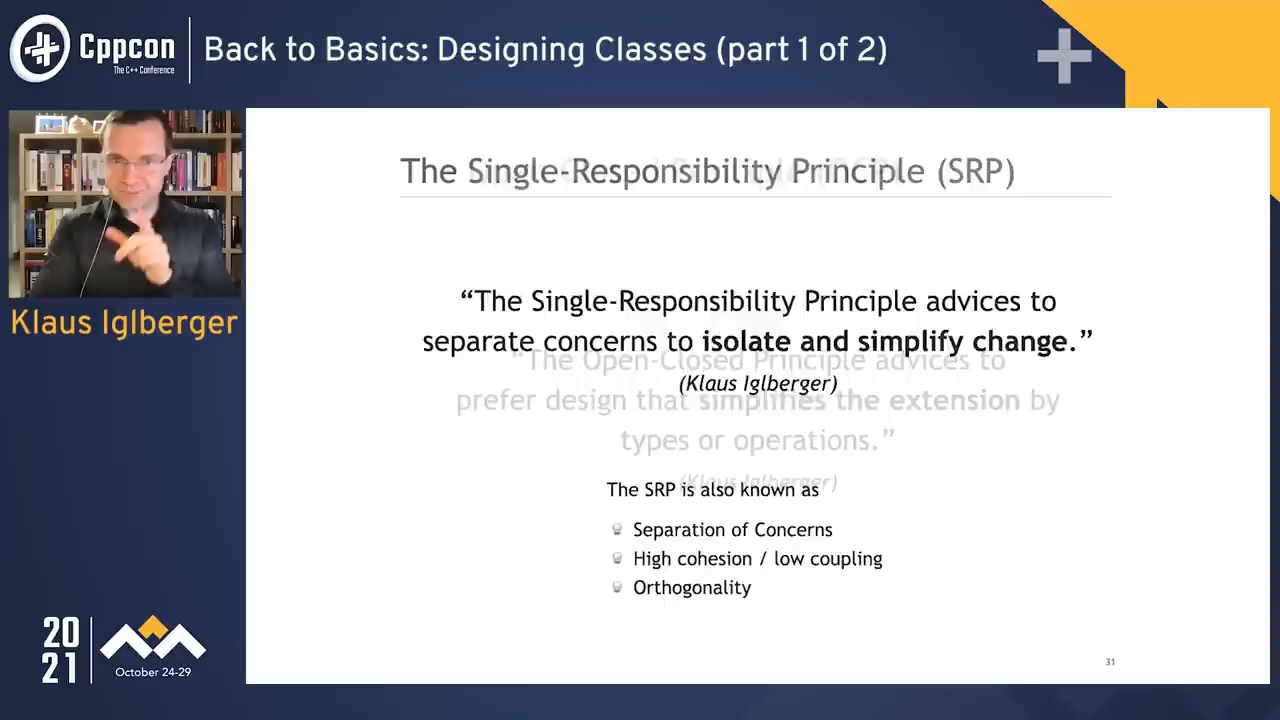 Cppcon
The C++ Conference
Back to Basics: Designing Classes (part 1 of 2)
Klaus Iglberger
The Single-Responsibility Principle (SRP)
“The Single-Responsibility Principle advices to
separate concerns to isolate and simplify change.”
(Klaus Iglberger)
“The Open-Closed Principle advices to
prefer design that simplifies the extension by
types or operations.”
(Klaus Iglberger)
The SRP is also known as
Separation of Concerns
High cohesion / low coupling
Orthogonality
31
20
21
October 24-29